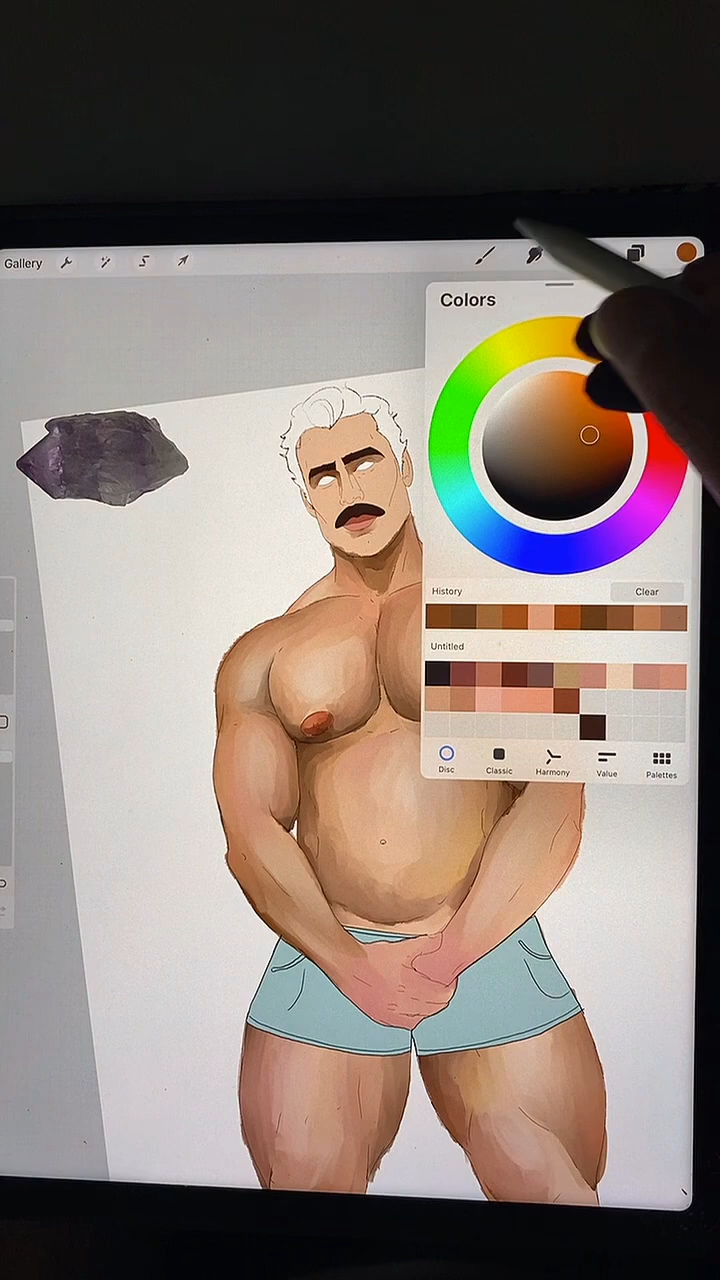 Gallery
Colors
History Clear
Untitled
Disc Classic Harmony Value Palettes